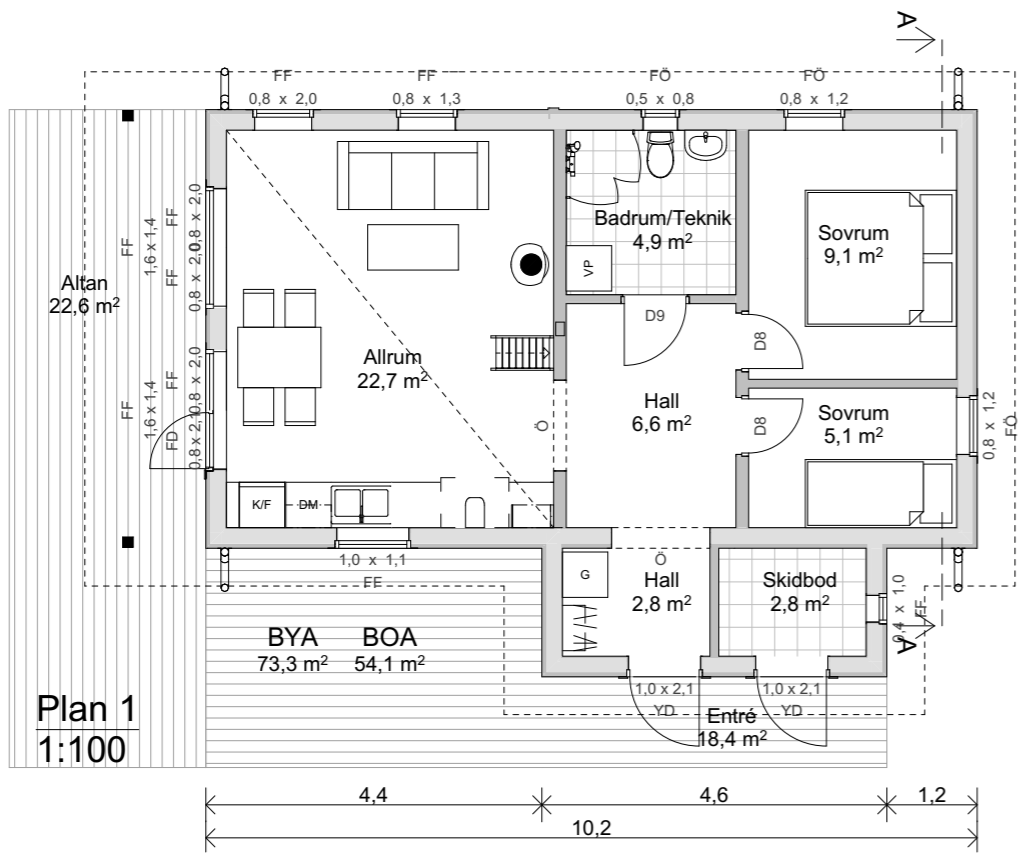 A
FF
FF
FÖ
FÖ
0,8 x 2,0
0,8 x 1,3
0,5 x 0,8
0,8 x 1,2
Altan
22,6 m²
FF
FF
1,6 x 1,4
1,6 x 1,4
FF
FF
FF
FD
0,8 x 2,0
0,8 x 2,0
0,8 x 2,0
0,8 x 2,1
Badrum/Teknik
4,9 m²
VP
Sovrum
9,1 m²
D9
D8
Allrum
22,7 m²
Hall
6,6 m²
Ö
D8
Sovrum
5,1 m²
0,8 x 1,2
FÖ
K/F
DM
1,0 x 1,1
FF
Ö
G
Hall
2,8 m²
Skidbod
2,8 m²
0,4 x 1,0
FF
A
BYA BOA
73,3 m² 54,1 m²
1,0 x 2,1
YD
1,0 x 2,1
YD
Entré
18,4 m²
Plan 1
1:100
4,4
4,6
1,2
10,2